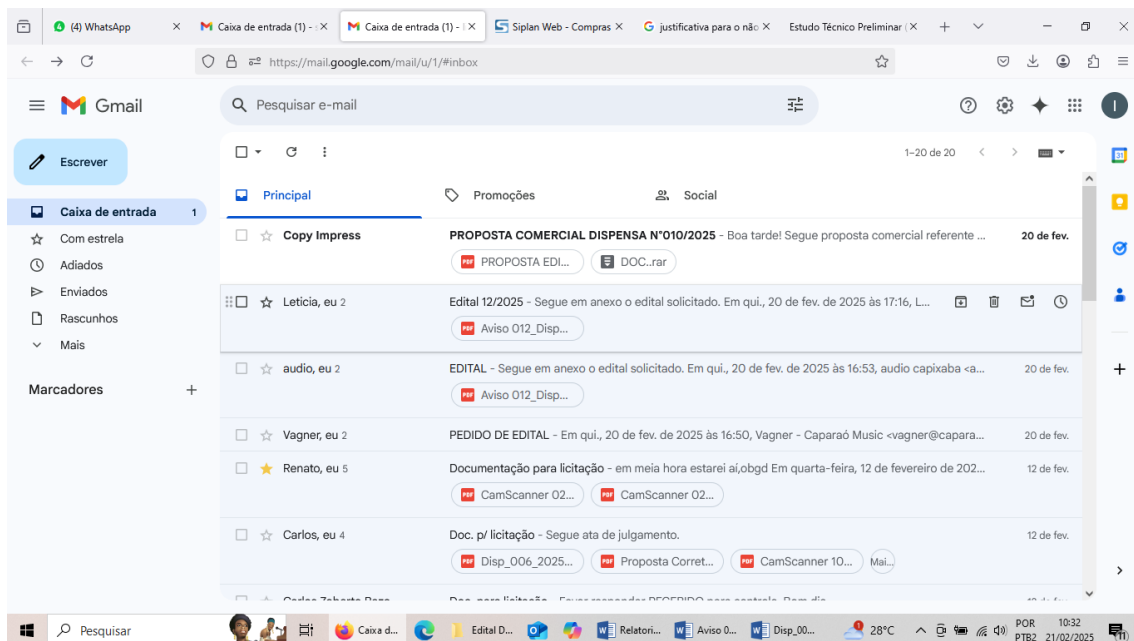 (4) WhatsApp
Caixa de entrada (1) -
Caixa de entrada (1) -
Siplan Web - Compras
justificativa para o não
Estudo Técnico Preliminar (
https://mail.google.com/mail/u/1/#inbox
Gmail
Pesquisar e-mail
I
Escrever
1–20 de 20
31
Principal
Promoções
Social
Caixa de entrada 1
Com estrela
Adiados
Enviados
Rascunhos
Mais
Marcadores
Copy Impress PROPOSTA COMERCIAL DISPENSA N°010/2025 - Boa tarde! Segue proposta comercial referente ... 20 de fev.
PDF PROPOSTA EDI... DOC..rar
Leticia, eu 2 Edital 12/2025 - Segue em anexo o edital solicitado. Em qui., 20 de fev. de 2025 às 17:16, L...
PDF Aviso 012_Disp...
audio, eu 2 EDITAL - Segue em anexo o edital solicitado. Em qui., 20 de fev. de 2025 às 16:53, audio capixaba <a... 20 de fev.
PDF Aviso 012_Disp...
Vagner, eu 2 PEDIDO DE EDITAL - Em qui., 20 de fev. de 2025 às 16:50, Vagner - Caparaó Music <vagner@capara... 20 de fev.
Renato, eu 5 Documentação para licitação - em meia hora estarei aí,obgd Em quarta-feira, 12 de fevereiro de 202... 12 de fev.
PDF CamScanner 02... PDF CamScanner 02...
Carlos, eu 4 Doc. p/ licitação - Segue ata de julgamento. 12 de fev.
PDF Disp_006_2025... PDF Proposta Corret... PDF CamScanner 10... Mai...
Pesquisar
Caixa d...
Edital D...
Relatori...
Aviso 0...
Disp_00...
28°C
POR
PTB2
10:32
21/02/2025